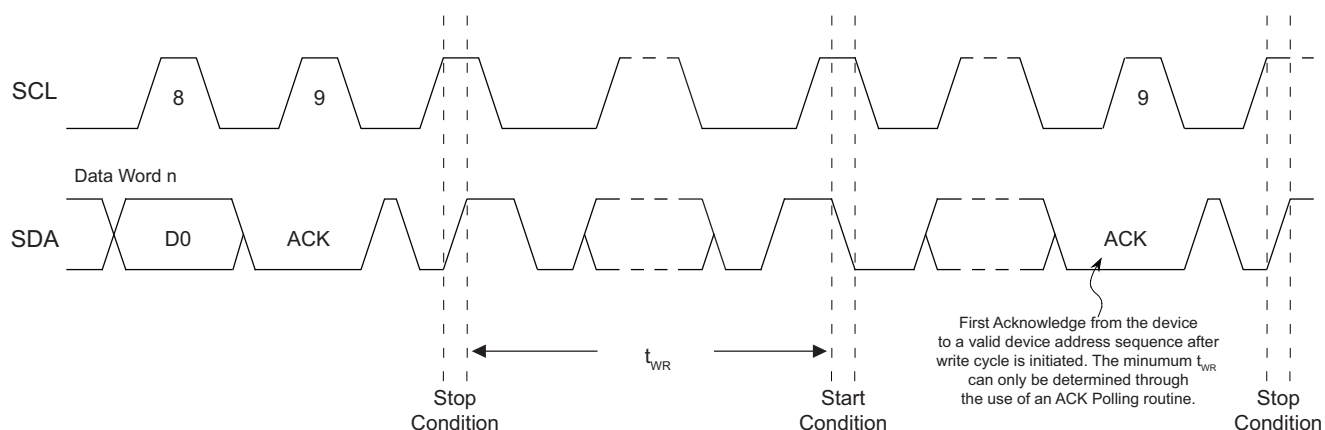 SCL
8
9
9
Data Word n
SDA
D0
ACK
ACK
First Acknowledge from the device
to a valid device address sequence after
write cycle is initiated. The minumum tWR
can only be determined through
the use of an ACK Polling routine.
tWR
Stop
Condition
Start
Condition
Stop
Condition